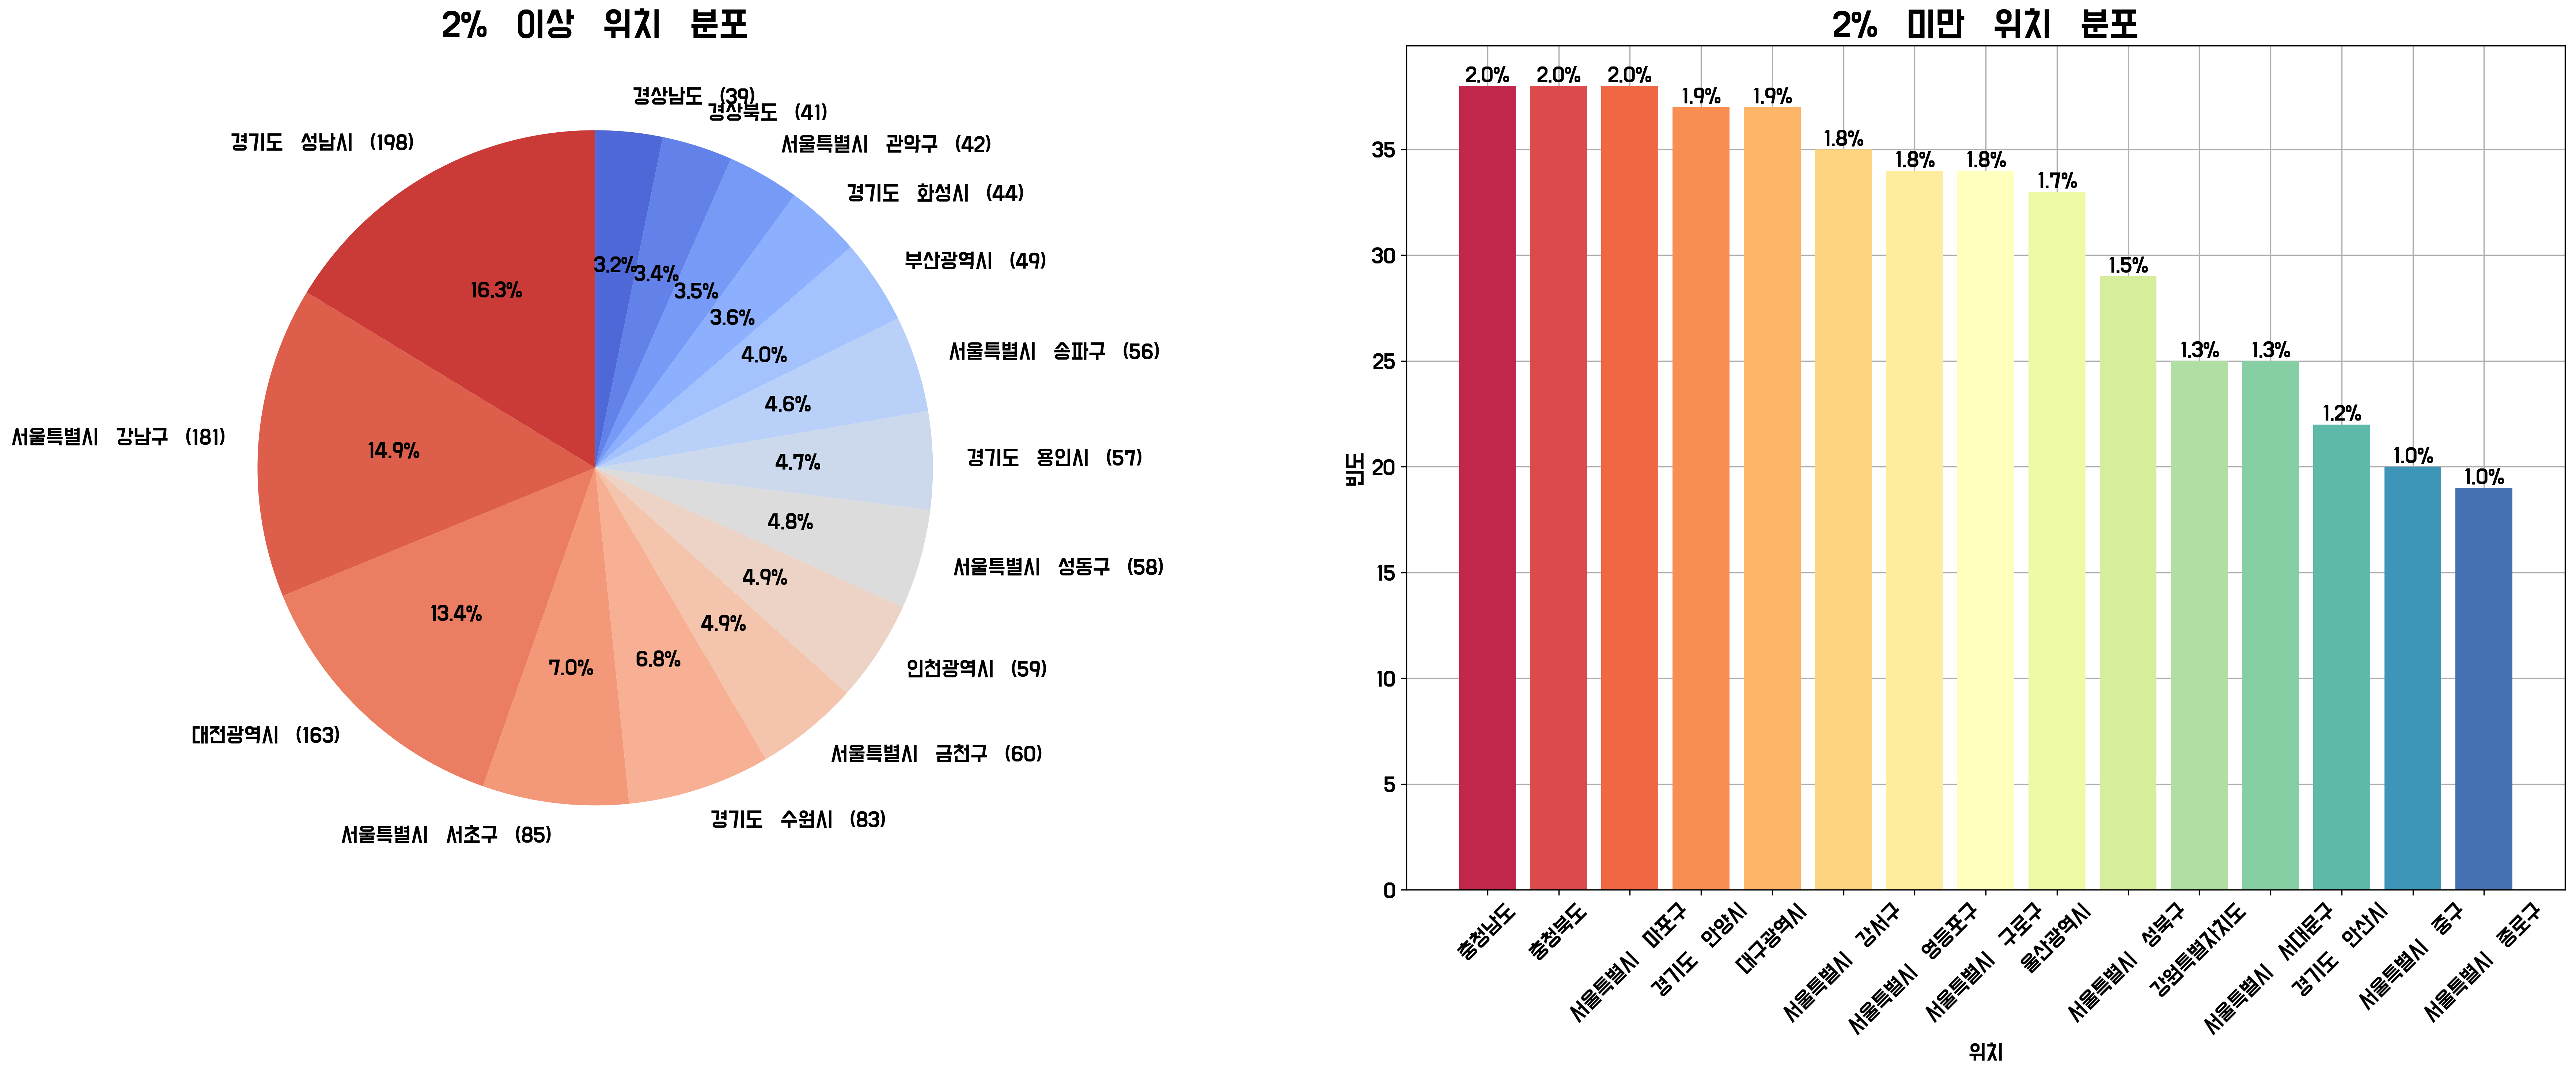 2% 이상 위치 분포
경상남도 (39)
경상북도 (41)
서울특별시 관악구 (42)
경기도 화성시 (44)
부산광역시 (49)
서울특별시 송파구 (56)
경기도 용인시 (57)
서울특별시 성동구 (58)
인천광역시 (59)
서울특별시 금천구 (60)
경기도 수원시 (83)
서울특별시 서초구 (85)
대전광역시 (163)
서울특별시 강남구 (181)
경기도 성남시 (198)
3.2%
3.4%
3.5%
3.6%
4.0%
4.6%
4.7%
4.8%
4.9%
4.9%
6.8%
7.0%
13.4%
14.9%
16.3%
2% 미만 위치 분포
2.0%
2.0%
2.0%
1.9%
1.9%
1.8%
1.8%
1.8%
1.7%
1.5%
1.3%
1.3%
1.2%
1.0%
1.0%
빈도
35
30
25
20
15
10
5
0
충청남도
충청북도
서울특별시 마포구
경기도 안양시
대구광역시
서울특별시 강서구
서울특별시 영등포구
서울특별시 구로구
울산광역시
서울특별시 성북구
강원특별자치도
서울특별시 서대문구
경기도 안산시
서울특별시 중구
서울특별시 종로구
위치